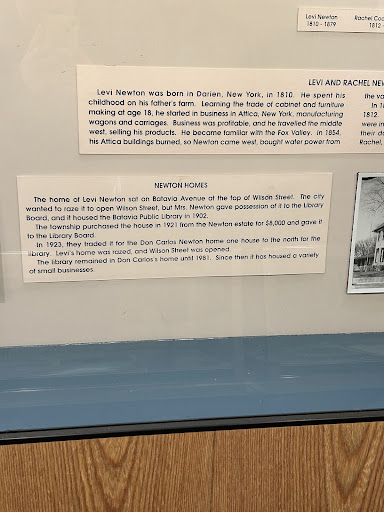 Levi Newton
1810 - 1879
Rachel
1812 -
LEVI AND RACHEL
Levi Newton was born in Darien, New York, in 1810. He spent his
childhood on his father's farm. Learning the trade of cabinet and furniture
making at age 18, he started in business in Attica, New York, manufacturing
wagons and carriages. Business was profitable, and he travelled the middle
west, selling his products. He became familiar with the Fox Valley. In 1854,
his Attica buildings burned, so Newton came west, bought water power from
the
In
1812
were in
their
Rachel,
NEWTON HOMES
The home of Levi Newton sat on Batavia Avenue at the top of Wilson Street. The city
wanted to raze it to open Wilson Street, but Mrs. Newton gave possession of it to the Library
Board, and it housed the Batavia Public Library in 1902.
The township purchased the house in 1921 from the Newton estate for $8,000 and gave it
to the Library Board.
In 1923, they traded it for the Don Carlos Newton home one house to the north for the
library. Levi's home was razed, and Wilson Street was opened.
The library remained in Don Carlos's home until 1981. Since then it has housed a variety
of small businesses.